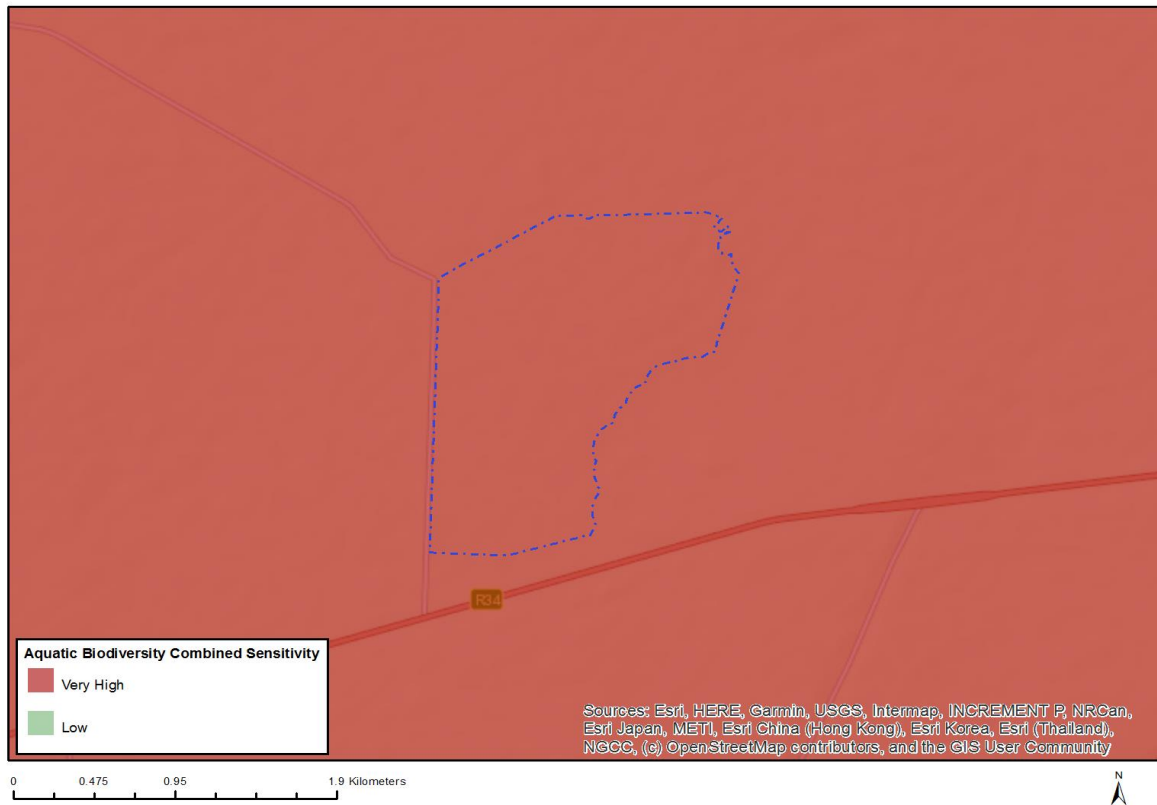 R34
Aquatic Biodiversity Combined Sensitivity
Very High
Low
Sources: Esri, HERE, Garmin, USGS, Intermap, INCREMENT P, NRCan,
Esri Japan, METI, Esri China (Hong Kong), Esri Korea, Esri (Thailand),
NGCC, (c) OpenStreetMap contributors, and the GIS User Community
0 0.475 0.95 1.9 Kilometers
N